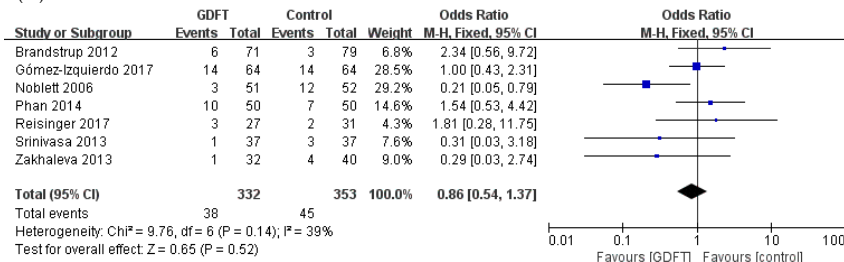 GDFT Control Odds Ratio Odds Ratio
Study or Subgroup Events Total Events Total Weight M-H, Fixed, 95% CI M-H, Fixed, 95% CI
Brandstrup 2012 6 71 3 79 6.8% 2.34 [0.56, 9.72]
Gómez-Izquierdo 2017 14 64 14 64 28.5% 1.00 [0.43, 2.31]
Noblett 2006 3 51 12 52 29.2% 0.21 [0.05, 0.79]
Phan 2014 10 50 7 50 14.6% 1.54 [0.53, 4.42]
Reisinger 2017 3 27 2 31 4.3% 1.81 [0.28, 11.75]
Srinivasa 2013 1 37 3 37 7.6% 0.31 [0.03, 3.18]
Zakhaleva 2013 1 32 4 40 9.0% 0.29 [0.03, 2.74]
Total (95% CI) 332 353 100.0% 0.86 [0.54, 1.37]
Total events 38 45
Heterogeneity: Chi² = 9.76, df = 6 (P = 0.14); I² = 39%
Test for overall effect: Z = 0.65 (P = 0.52)
0.01 0.1 1 10 100
Favours [GDFT] Favours [control]